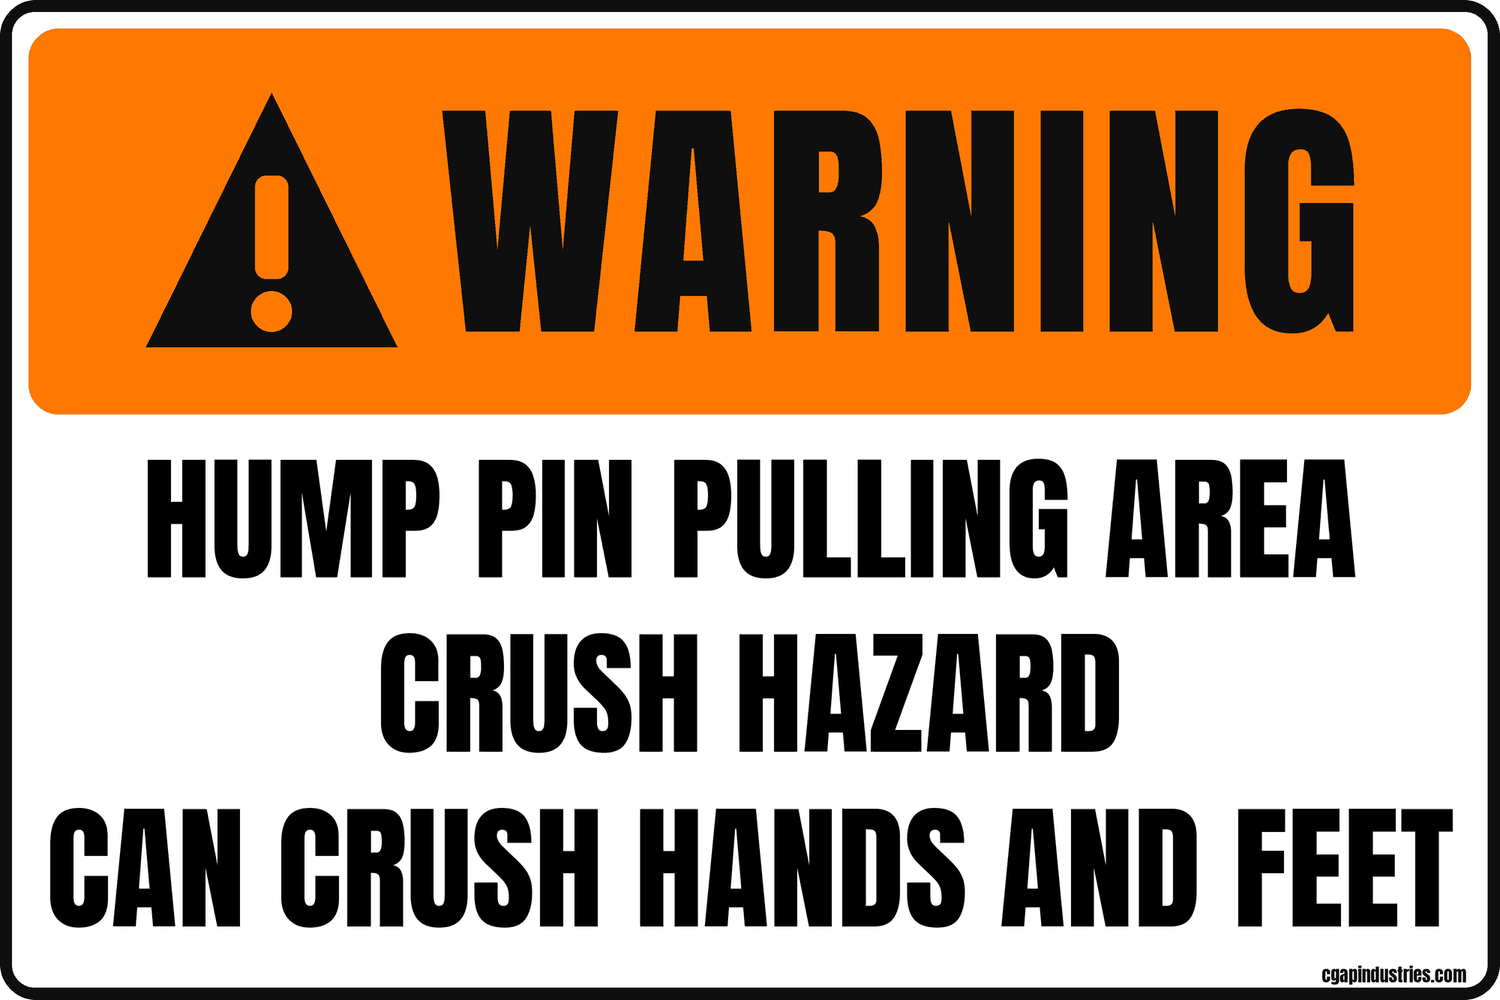 WARNING
HUMP PIN PULLING AREA
CRUSH HAZARD
CAN CRUSH HANDS AND FEET
cgapindustries.com